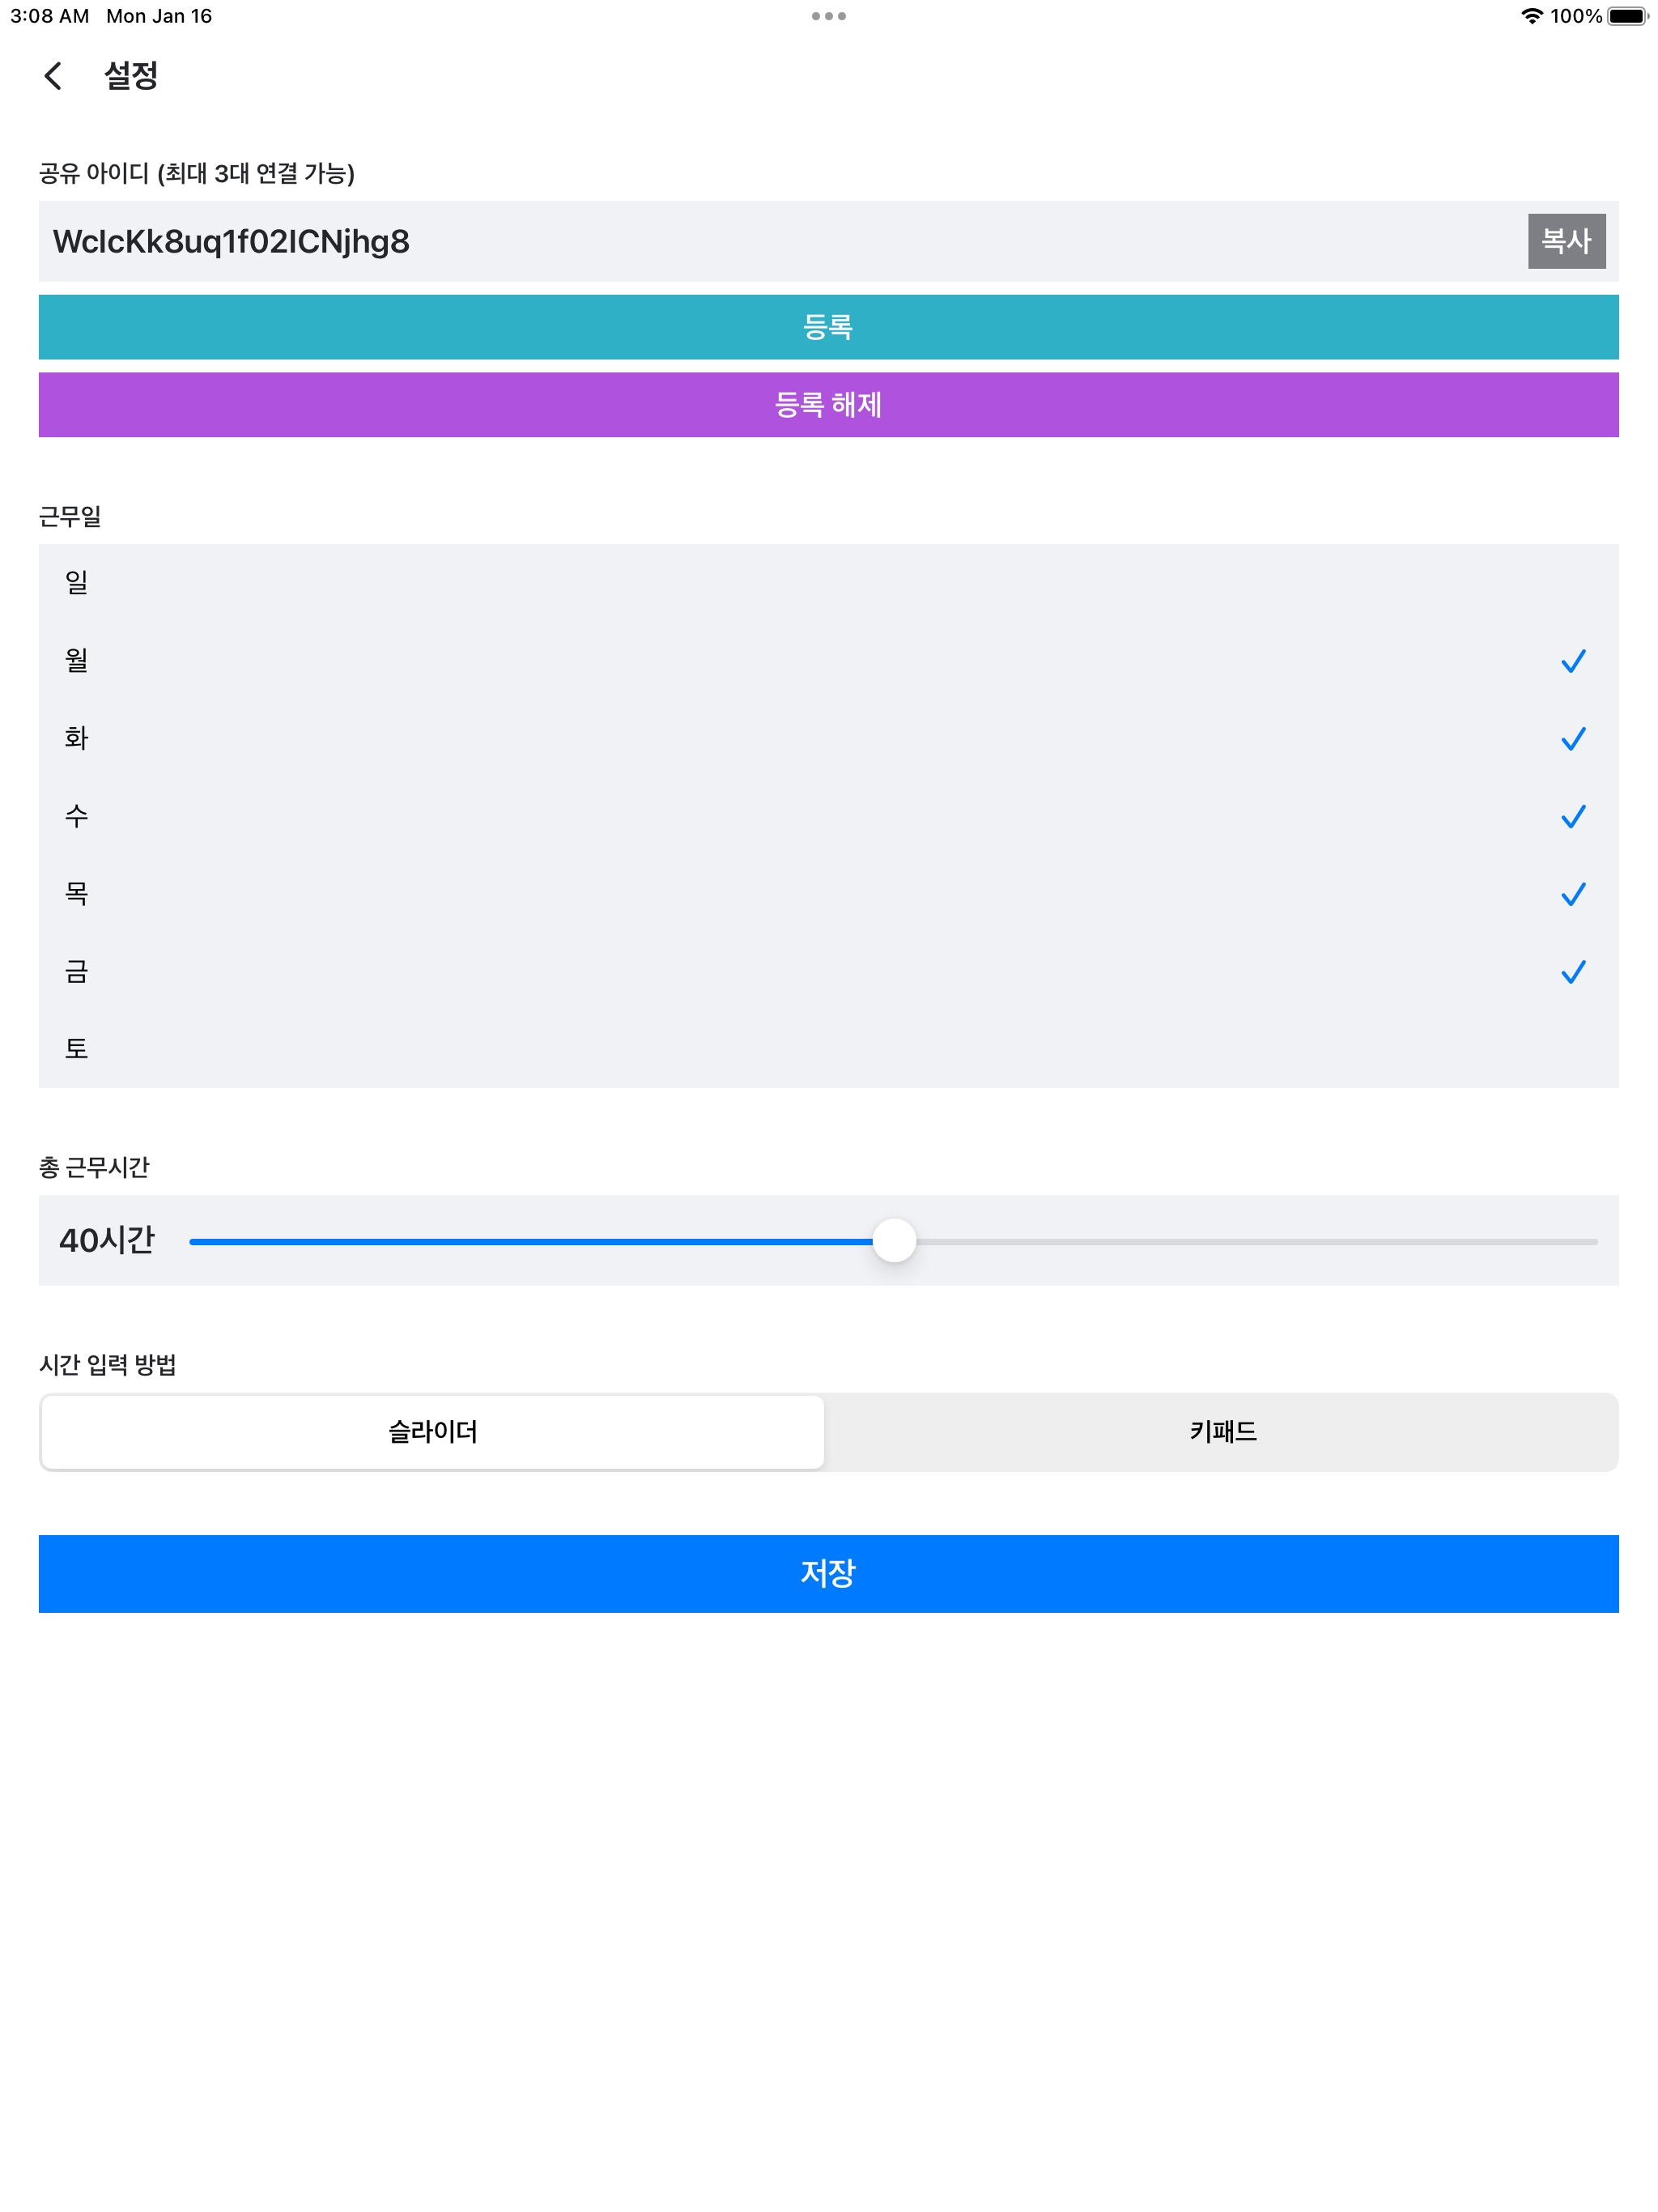 3:08 AM Mon Jan 16 100%
설정
공유 아이디 (최대 3대 연결 가능)
WcIcKk8uq1f02ICNjhg8 복사
등록
등록 해제
근무일
일
월
화
수
목
금
토
총 근무시간
40시간
시간 입력 방법
슬라이더 키패드
저장